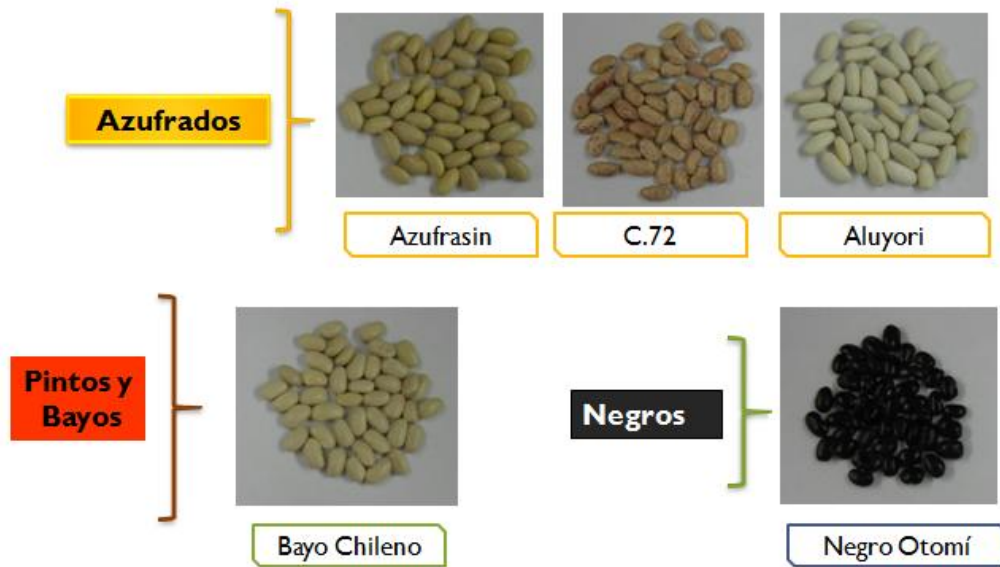 Azufrados
Azufrasin
C.72
Aluyori
Pintos y
Bayos
Bayo Chileno
Negros
Negro Otomí